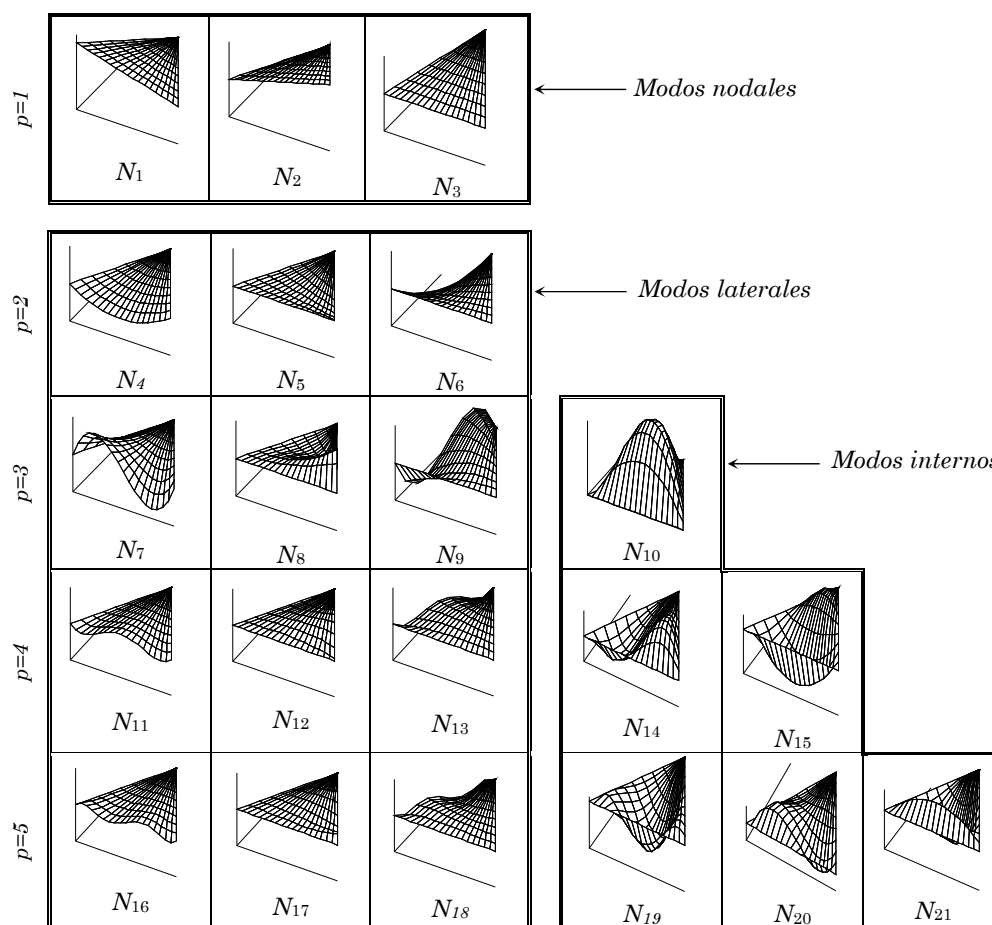 p=1
N1 N2 N3
Modos nodales
p=2
N4 N5 N6
Modos laterales
p=3
N7 N8 N9 N10
Modos internos
p=4
N11 N12 N13 N14 N15
p=5
N16 N17 N18 N19 N20 N21